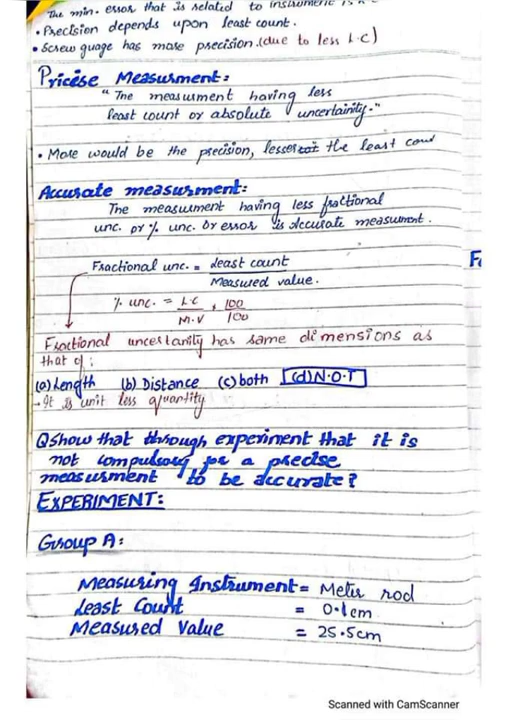 The min. error that is related to instrument is
• Precision depends upon least count.
• Screw guage has more precision.(due to less L.C)
Pricise Measurment:
"The measurment having less
least count or absolute uncertainity."
• More would be the precision, lesser the least coun
Accurate measurment:
The measurment having less fractional
unc. or % unc. or error is accurate measurment.
Fractional unc. = Least count
Measured value.
Fo
% unc. = L.C × 100
M.V 100
Fractional uncertainity has same dimensions as
that of:
(a) Length (b) Distance (c) both (d) N.O.T
→ It is unit less quantity
Q Show that through experiment that it is
not compulsory for a precise
measurment to be accurate?
EXPERIMENT:
Group A:
Measuring Instrument = Meter rod
Least Count = 0.1cm
Measured Value = 25.5cm
Scanned with CamScanner